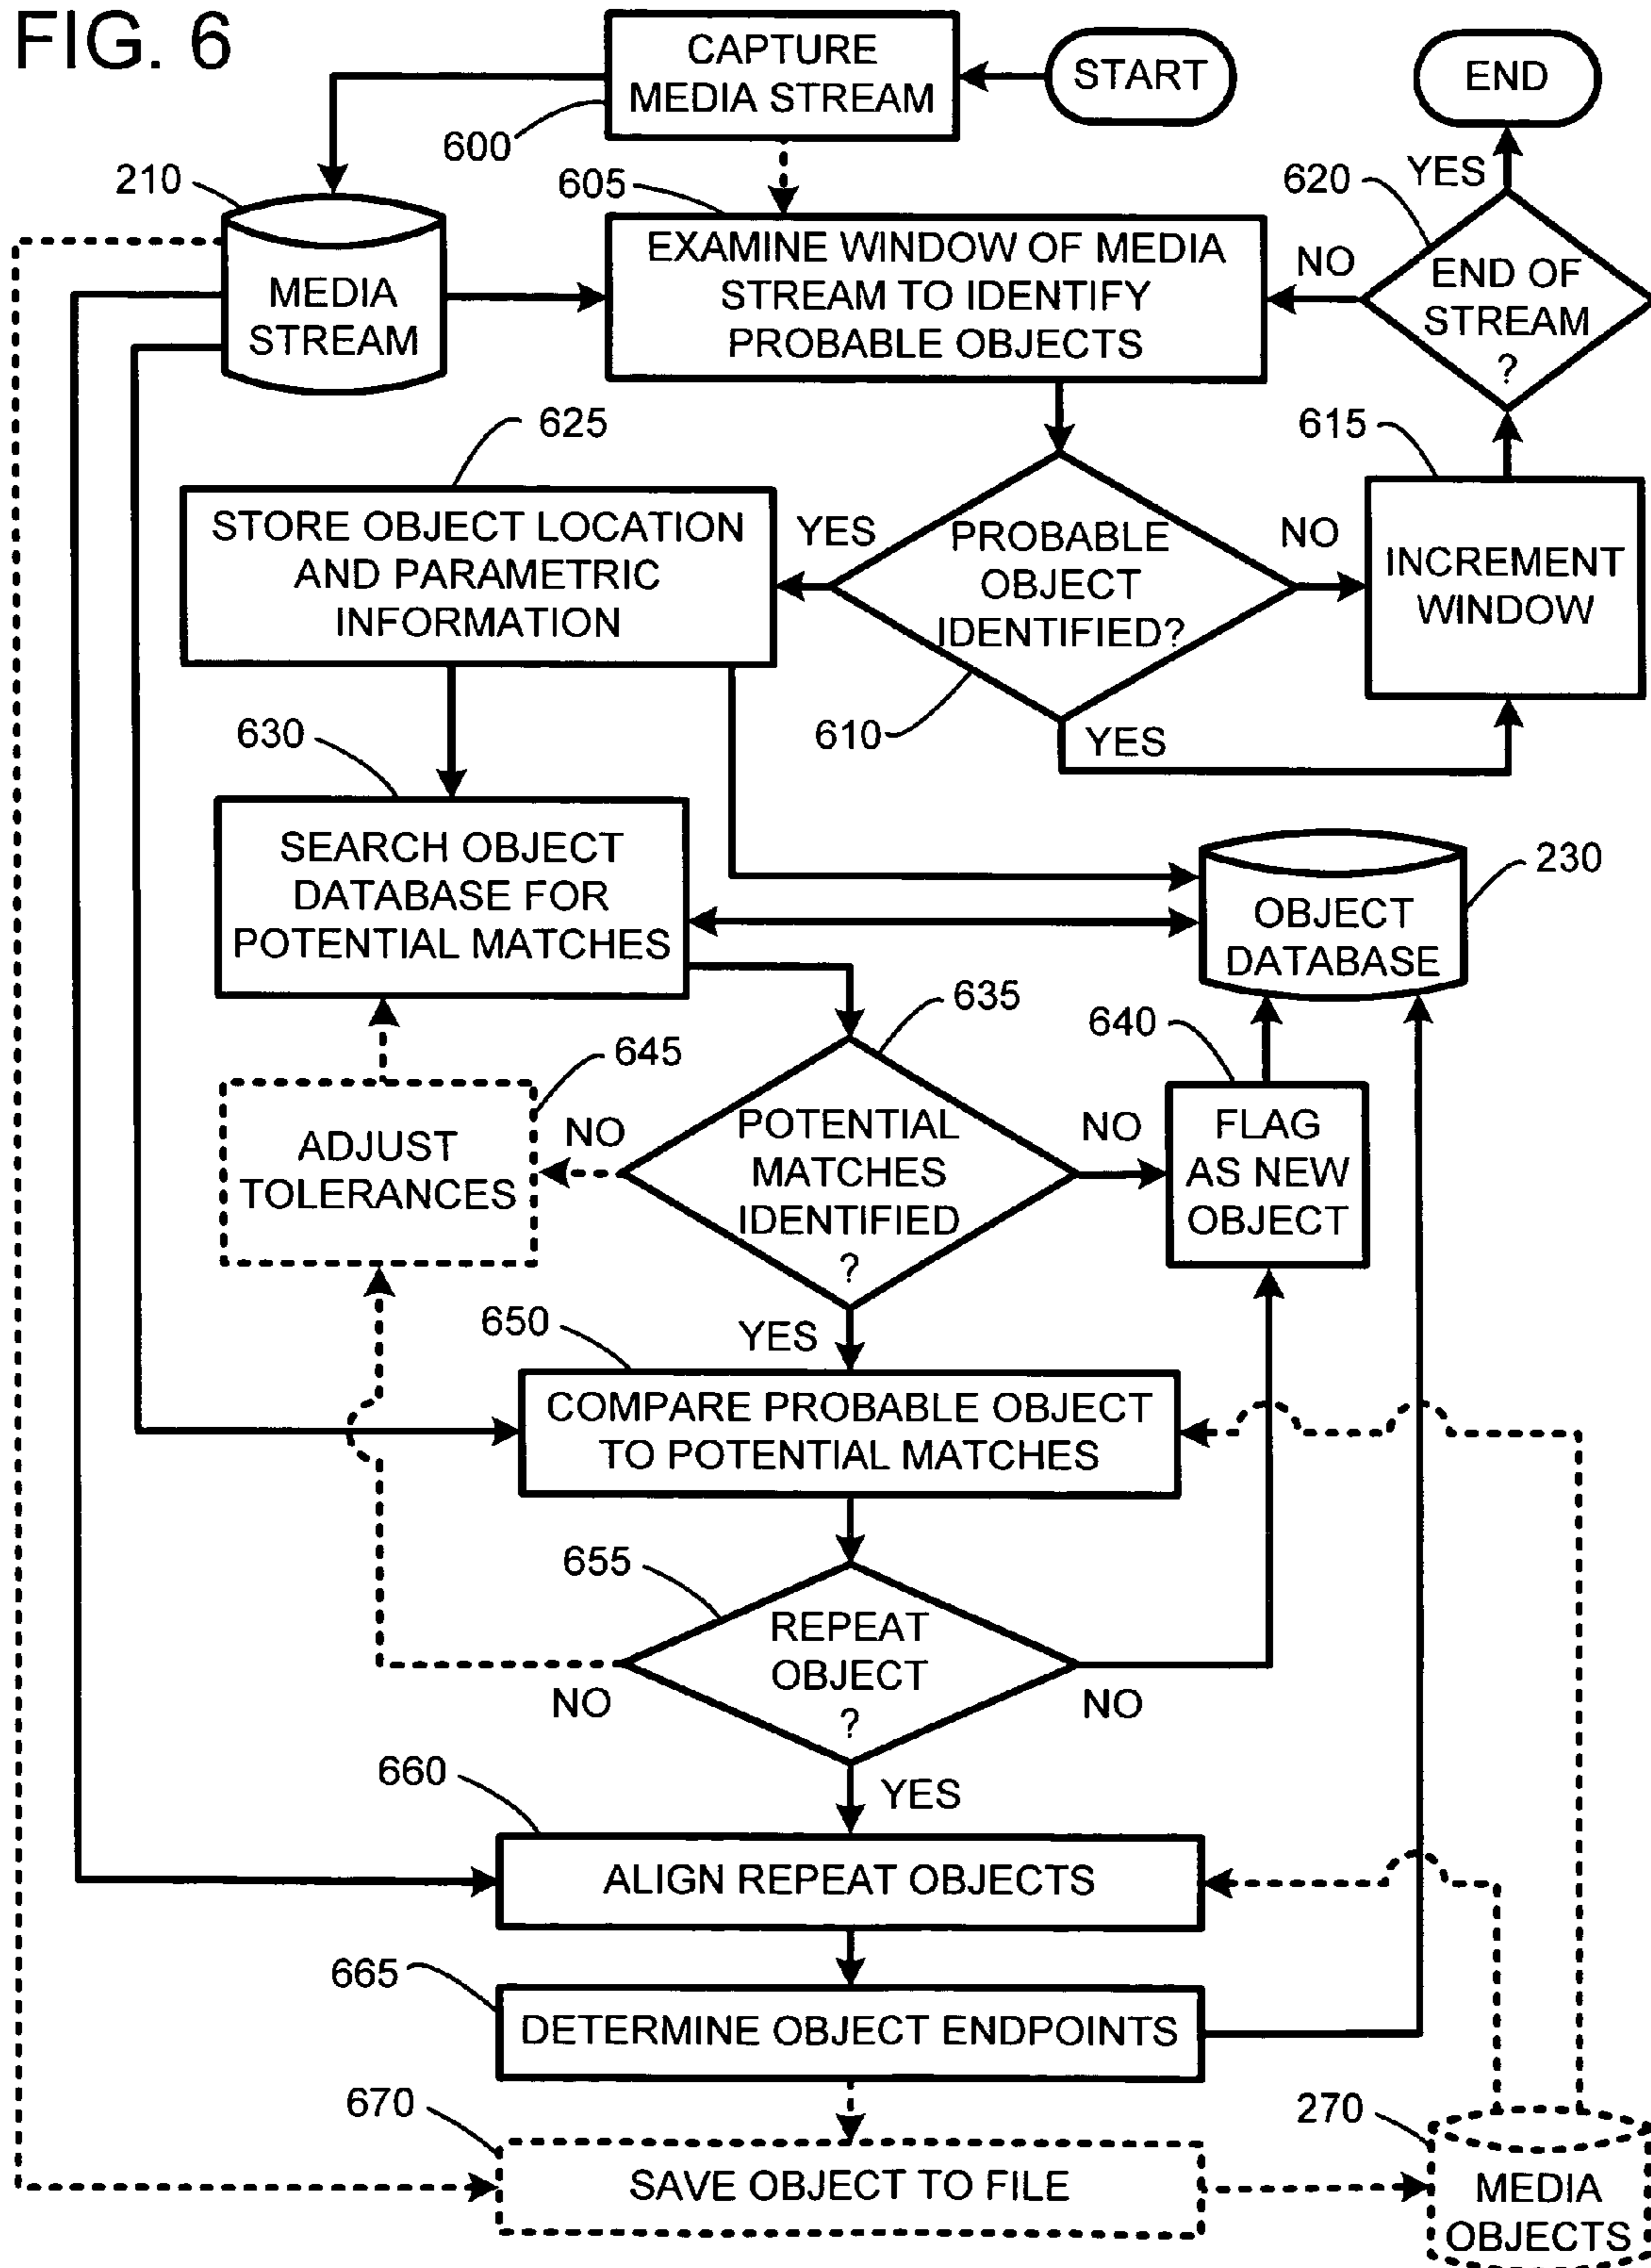 FIG. 6
CAPTURE
MEDIA STREAM
START
END
600
210
605
620
YES
MEDIA
STREAM
EXAMINE WINDOW OF MEDIA
STREAM TO IDENTIFY
PROBABLE OBJECTS
NO
END OF
STREAM
?
625
615
STORE OBJECT LOCATION
AND PARAMETRIC
INFORMATION
YES
PROBABLE
OBJECT
IDENTIFIED?
NO
INCREMENT
WINDOW
630
610
YES
SEARCH OBJECT
DATABASE FOR
POTENTIAL MATCHES
230
OBJECT
DATABASE
635
640
645
ADJUST
TOLERANCES
NO
POTENTIAL
MATCHES
IDENTIFIED
?
NO
FLAG
AS NEW
OBJECT
650
YES
COMPARE PROBABLE OBJECT
TO POTENTIAL MATCHES
655
REPEAT
OBJECT
?
NO
NO
660
YES
ALIGN REPEAT OBJECTS
665
DETERMINE OBJECT ENDPOINTS
670
270
SAVE OBJECT TO FILE
MEDIA
OBJECTS